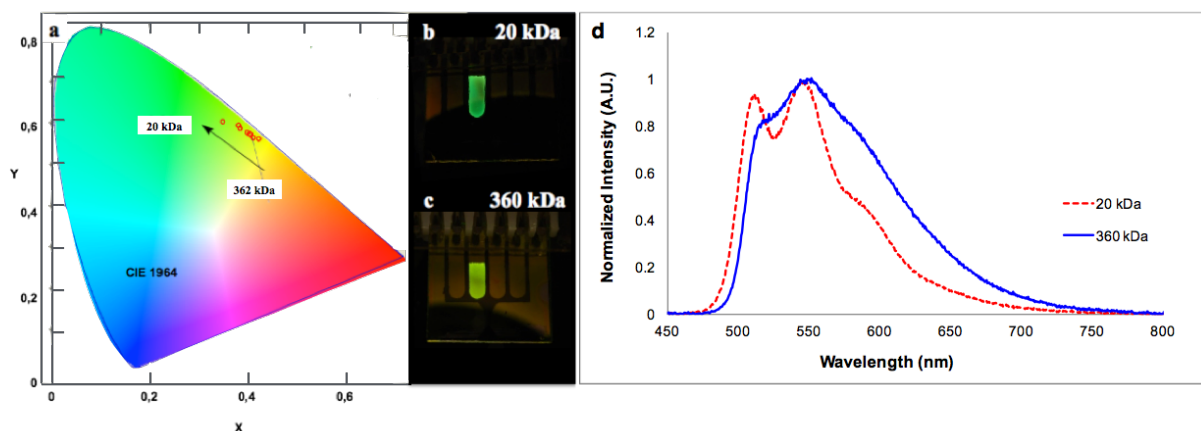 a
0,8
0,6
Y
0,4
0,2
0
20 kDa
362 kDa
CIE 1964
0
0,2
0,4
0,6
X
b
20 kDa
c
360 kDa
d
Normalized Intensity (A.U.)
1.2
1
0.8
0.6
0.4
0.2
0
450
500
550
600
650
700
750
800
Wavelength (nm)
20 kDa
360 kDa